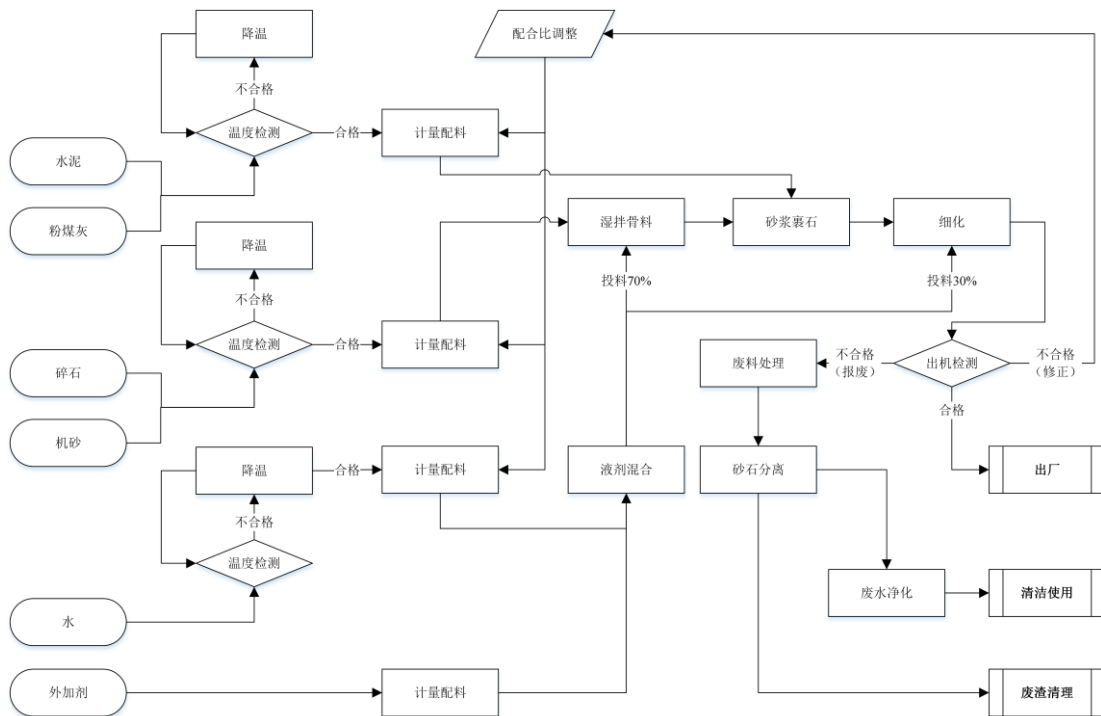 降温
配合比调整
不合格
温度检测
合格
计量配料
水泥
粉煤灰
湿拌骨料
砂浆裹石
细化
降温
投料70%
投料30%
不合格
温度检测
合格
计量配料
废料处理
不合格
（报废）
出机检测
不合格
（修正）
碎石
合格
机砂
降温
合格
计量配料
液剂混合
砂石分离
出厂
不合格
温度检测
废水净化
清洁使用
水
外加剂
计量配料
废渣清理